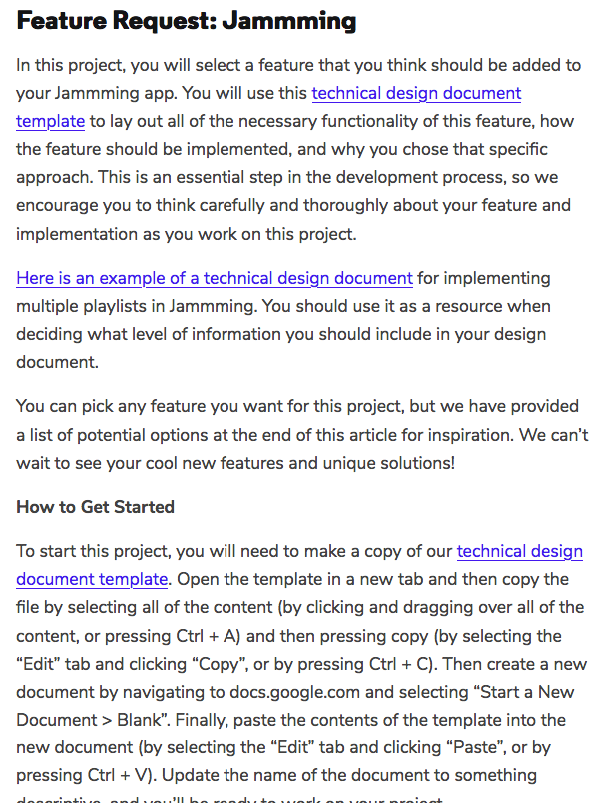 Feature Request: Jammming
In this project, you will select a feature that you think should be added to
your Jammming app. You will use this technical design document
template to lay out all of the necessary functionality of this feature, how
the feature should be implemented, and why you chose that specific
approach. This is an essential step in the development process, so we
encourage you to think carefully and thoroughly about your feature and
implementation as you work on this project.
Here is an example of a technical design document for implementing
multiple playlists in Jammming. You should use it as a resource when
deciding what level of information you should include in your design
document.
You can pick any feature you want for this project, but we have provided
a list of potential options at the end of this article for inspiration. We can’t
wait to see your cool new features and unique solutions!
How to Get Started
To start this project, you will need to make a copy of our technical design
document template. Open the template in a new tab and then copy the
file by selecting all of the content (by clicking and dragging over all of the
content, or pressing Ctrl + A) and then pressing copy (by selecting the
“Edit” tab and clicking “Copy”, or by pressing Ctrl + C). Then create a new
document by navigating to docs.google.com and selecting “Start a New
Document > Blank”. Finally, paste the contents of the template into the
new document (by selecting the “Edit” tab and clicking “Paste”, or by
pressing Ctrl + V). Update the name of the document to something
descriptive, and you’ll be ready to work on your project.